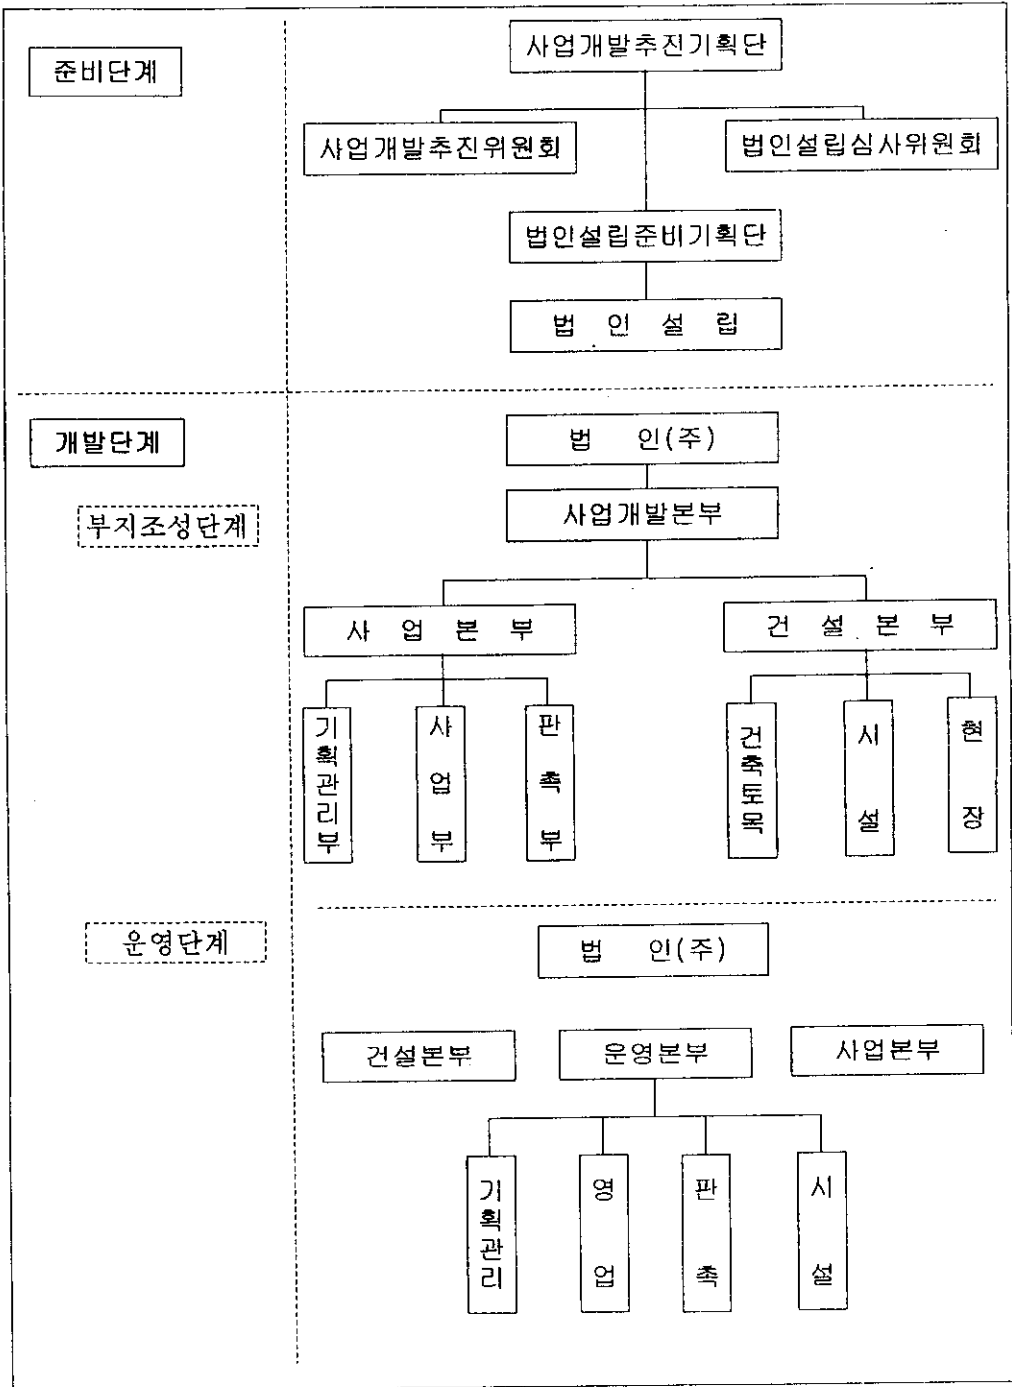 준비단계
사업개발추진기획단
사업개발추진위원회
법인설립심사위원회
법인설립준비기획단
법 인 설 립
개발단계
법 인(주)
부지조성단계
사업개발본부
사 업 본 부
건 설 본 부
기획관리부
사업부
판촉부
건축토목
시설
현장
운영단계
법 인(주)
건설본부
운영본부
사업본부
기획관리
영업
판촉
시설